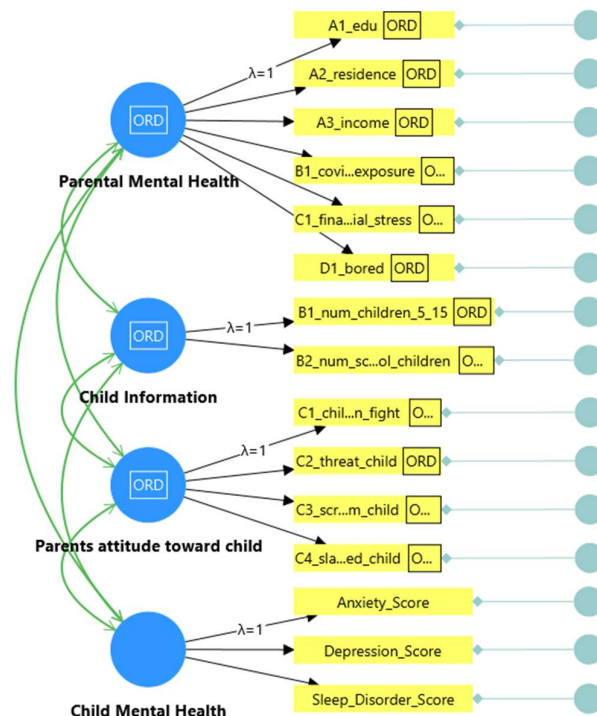 A1_edu ORD
λ=1
A2_residence ORD
ORD
A3_income ORD
Parental Mental Health
B1_covi...exposure O...
C1_fina...ial_stress O...
D1_bored ORD
B1_num_children_5_15 ORD
λ=1
ORD
B2_num_sc...ol_children O...
Child Information
C1_chil...n_fight O...
λ=1
C2_threat_child ORD
ORD
C3_scr...m_child O...
Parents attitude toward child
C4_sla...ed_child O...
Anxiety_Score
λ=1
Depression_Score
Sleep_Disorder_Score
Child Mental Health